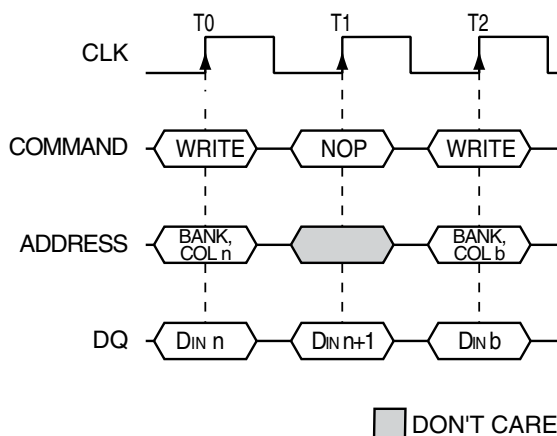 T0 T1 T2
CLK
COMMAND WRITE NOP WRITE
ADDRESS BANK, COL n BANK, COL b
DQ DIN n DIN n+1 DIN b
DON'T CARE